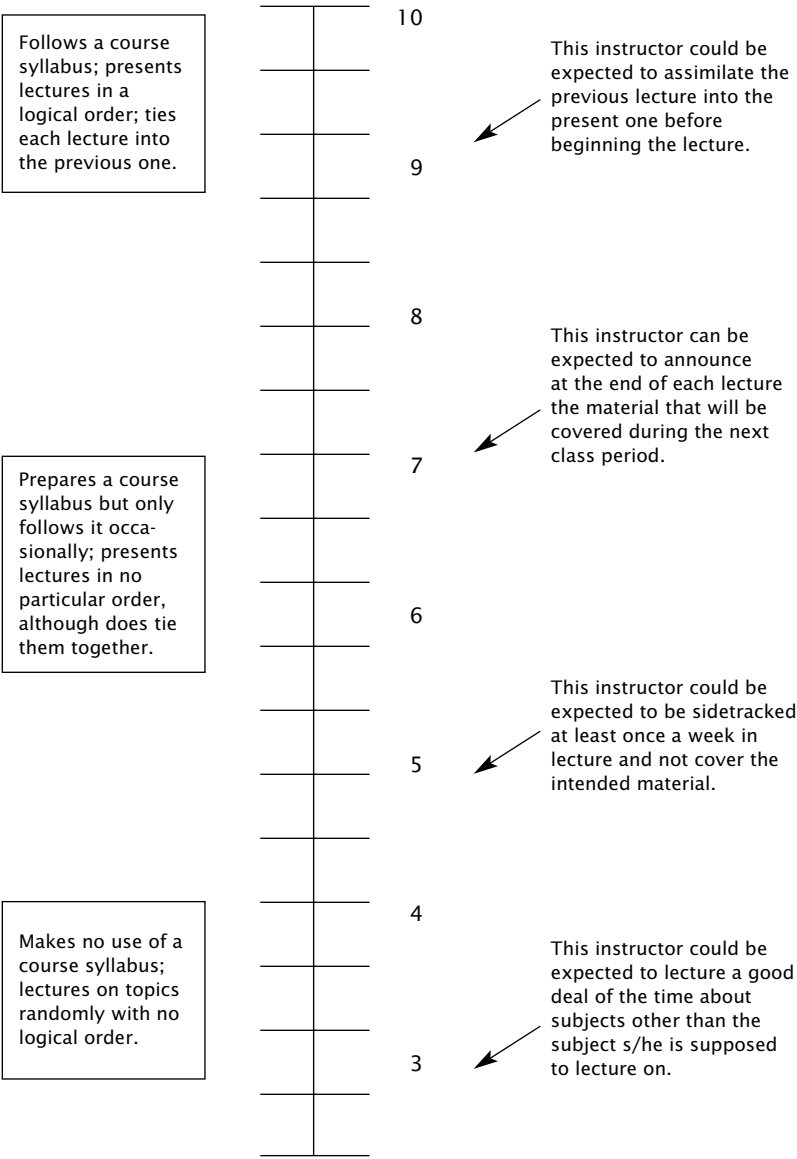 10
Follows a course
syllabus; presents
lectures in a
logical order; ties
each lecture into
the previous one.
This instructor could be
expected to assimilate the
previous lecture into the
present one before
beginning the lecture.
9
8
This instructor can be
expected to announce
at the end of each lecture
the material that will be
covered during the next
class period.
7
Prepares a course
syllabus but only
follows it occa-
sionally; presents
lectures in no
particular order,
although does tie
them together.
6
This instructor could be
expected to be sidetracked
at least once a week in
lecture and not cover the
intended material.
5
4
Makes no use of a
course syllabus;
lectures on topics
randomly with no
logical order.
This instructor could be
expected to lecture a good
deal of the time about
subjects other than the
subject s/he is supposed
to lecture on.
3